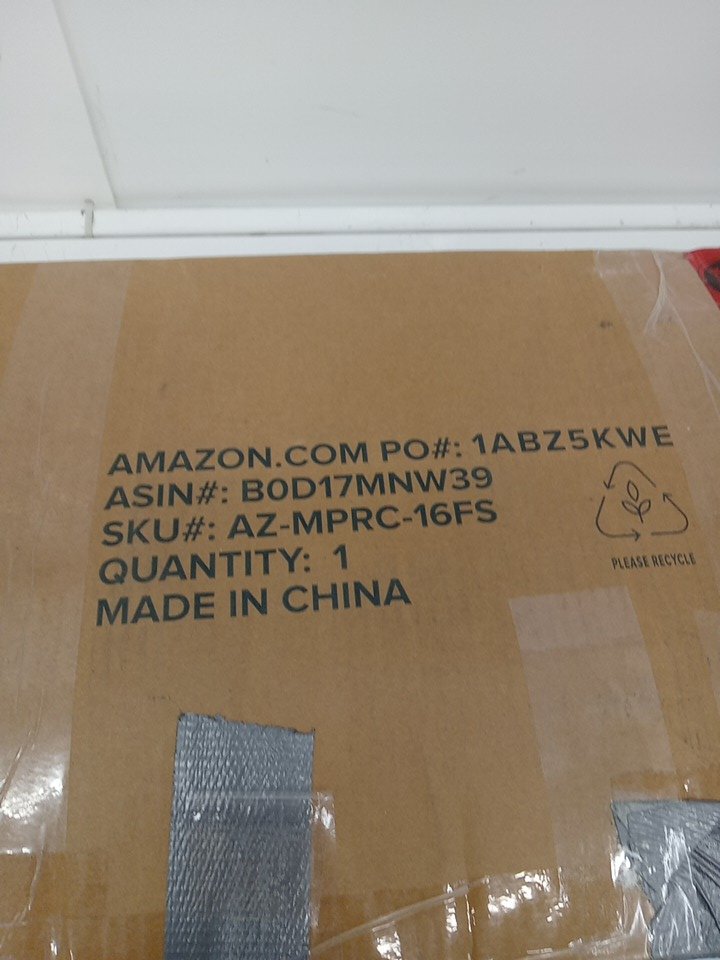 AMAZON.COM PO#: 1ABZ5KWE
ASIN#: B0D17MNW39
SKU#: AZ-MPRC-16FS
QUANTITY: 1
MADE IN CHINA
PLEASE RECYCLE